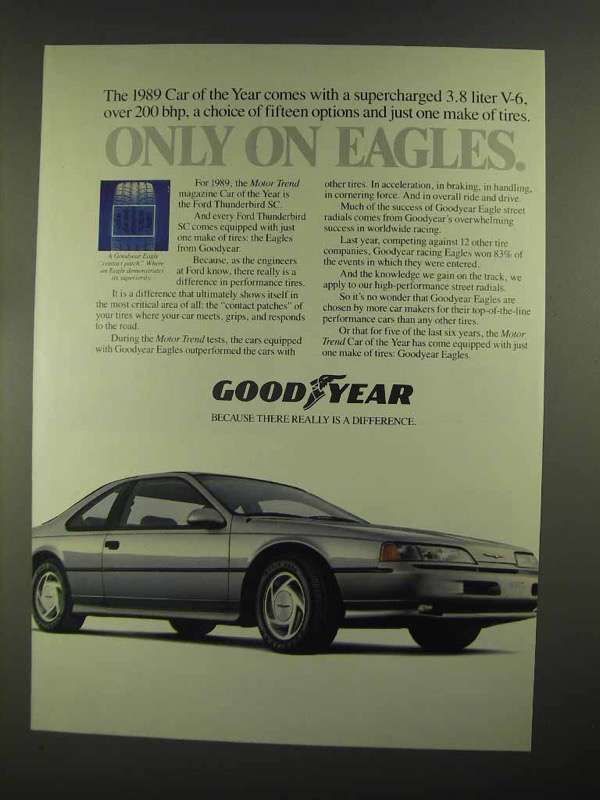 The 1989 Car of the Year comes with a supercharged 3.8 liter V-6,
over 200 bhp, a choice of fifteen options and just one make of tires.
ONLY ON EAGLES.
A Goodyear Eagle
"contact patch." Where
an Eagle demonstrates
its superiority.
For 1989, the Motor Trend
magazine Car of the Year is
the Ford Thunderbird SC.
And every Ford Thunderbird
SC comes equipped with just
one make of tires: the Eagles
from Goodyear.
Because, as the engineers
at Ford know, there really is a
difference in performance tires.
It is a difference that ultimately shows itself in
the most critical area of all: the "contact patches" of
your tires where your car meets, grips, and responds
to the road.
During the Motor Trend tests, the cars equipped
with Goodyear Eagles outperformed the cars with
other tires. In acceleration, in braking, in handling,
in cornering force. And in overall ride and drive.
Much of the success of Goodyear Eagle street
radials comes from Goodyear's overwhelming
success in worldwide racing.
Last year, competing against 12 other tire
companies, Goodyear racing Eagles won 83% of
the events in which they were entered.
And the knowledge we gain on the track, we
apply to our high-performance street radials.
So it's no wonder that Goodyear Eagles are
chosen by more car makers for their top-of-the-line
performance cars than any other tires.
Or that for five of the last six years, the Motor
Trend Car of the Year has come equipped with just
one make of tires: Goodyear Eagles.
GOODYEAR
BECAUSE THERE REALLY IS A DIFFERENCE.